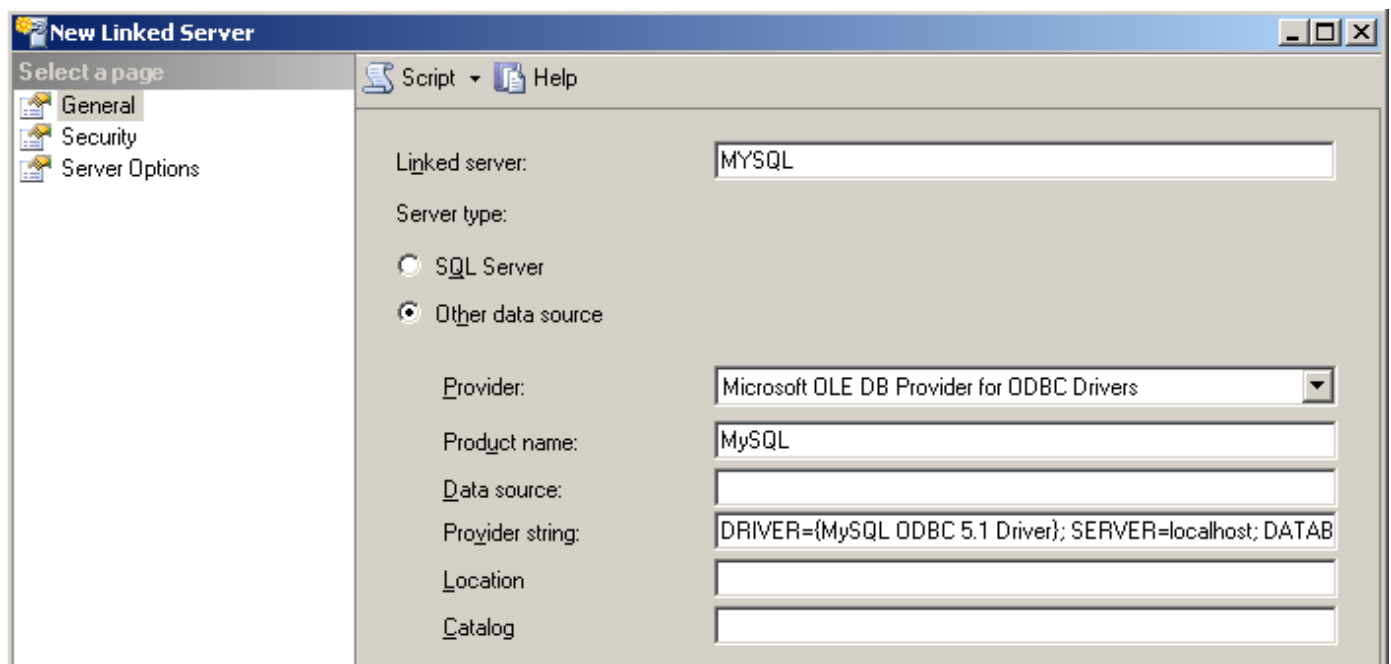 New Linked Server
Select a page
General
Security
Server Options
Script
Help
Linked server:
MYSQL
Server type:
SQL Server
Other data source
Provider:
Microsoft OLE DB Provider for ODBC Drivers
Product name:
MySQL
Data source:
Provider string:
DRIVER={MySQL ODBC 5.1 Driver}; SERVER=localhost; DATAB
Location
Catalog